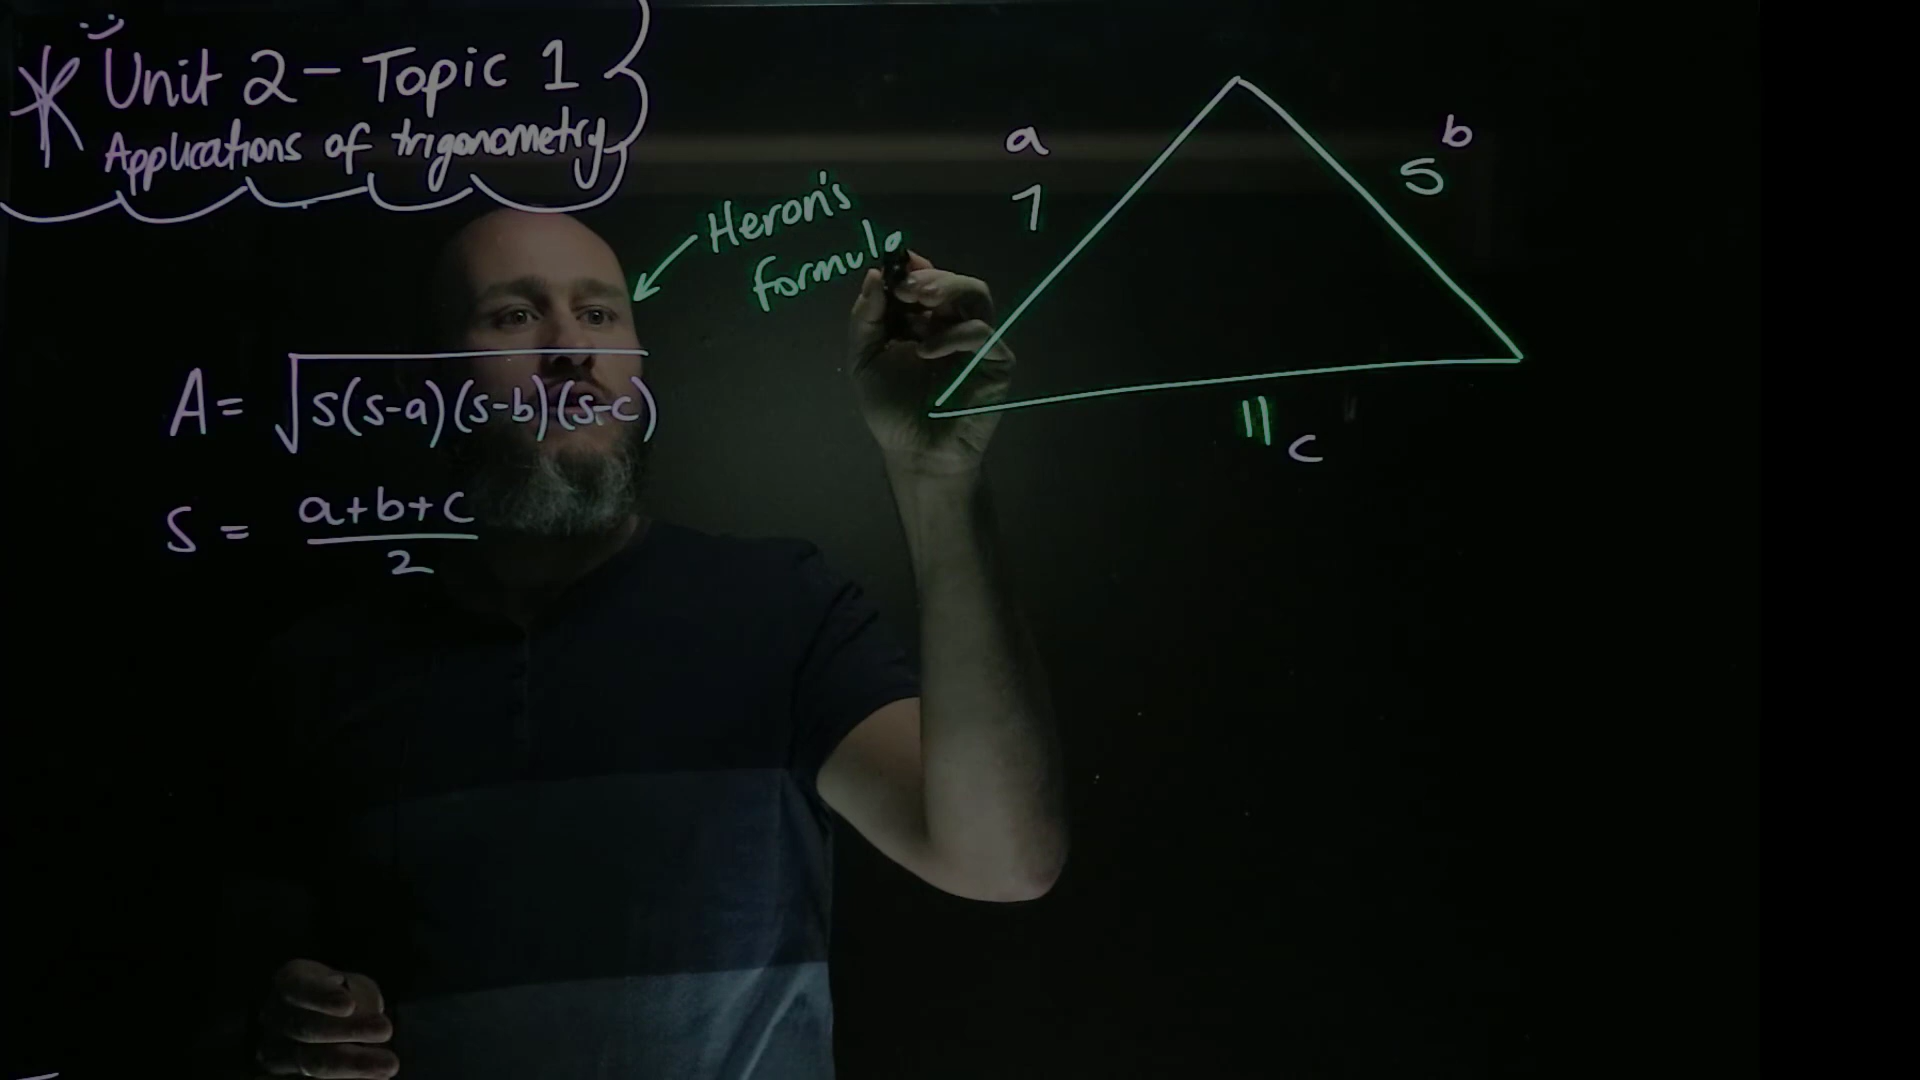 Unit 2 - Topic 1
Applications of trigonometry
Heron's
formula
a
7
b
5
11
c
A = √s(s-a)(s-b)(s-c)
S = a+b+c
2